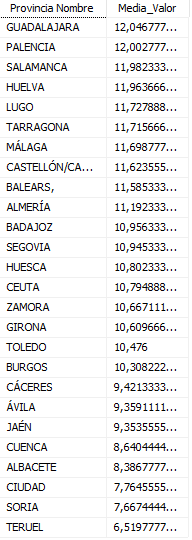 Provincia Nombre Media_Valor
GUADALAJARA 12,046777...
PALENCIA 12,002777...
SALAMANCA 11,982333...
HUELVA 11,963666...
LUGO 11,727888...
TARRAGONA 11,715666...
MÁLAGA 11,698777...
CASTELLÓN/CA... 11,623555...
BALEARS, 11,585333...
ALMERÍA 11,192333...
BADAJOZ 10,956333...
SEGOVIA 10,945333...
HUESCA 10,802333...
CEUTA 10,794888...
ZAMORA 10,667111...
GIRONA 10,609666...
TOLEDO 10,476
BURGOS 10,308222...
CÁCERES 9,4213333...
ÁVILA 9,3591111...
JAÉN 9,3535555...
CUENCA 8,6404444...
ALBACETE 8,3867777...
CIUDAD 7,7645555...
SORIA 7,6674444...
TERUEL 6,5197777...